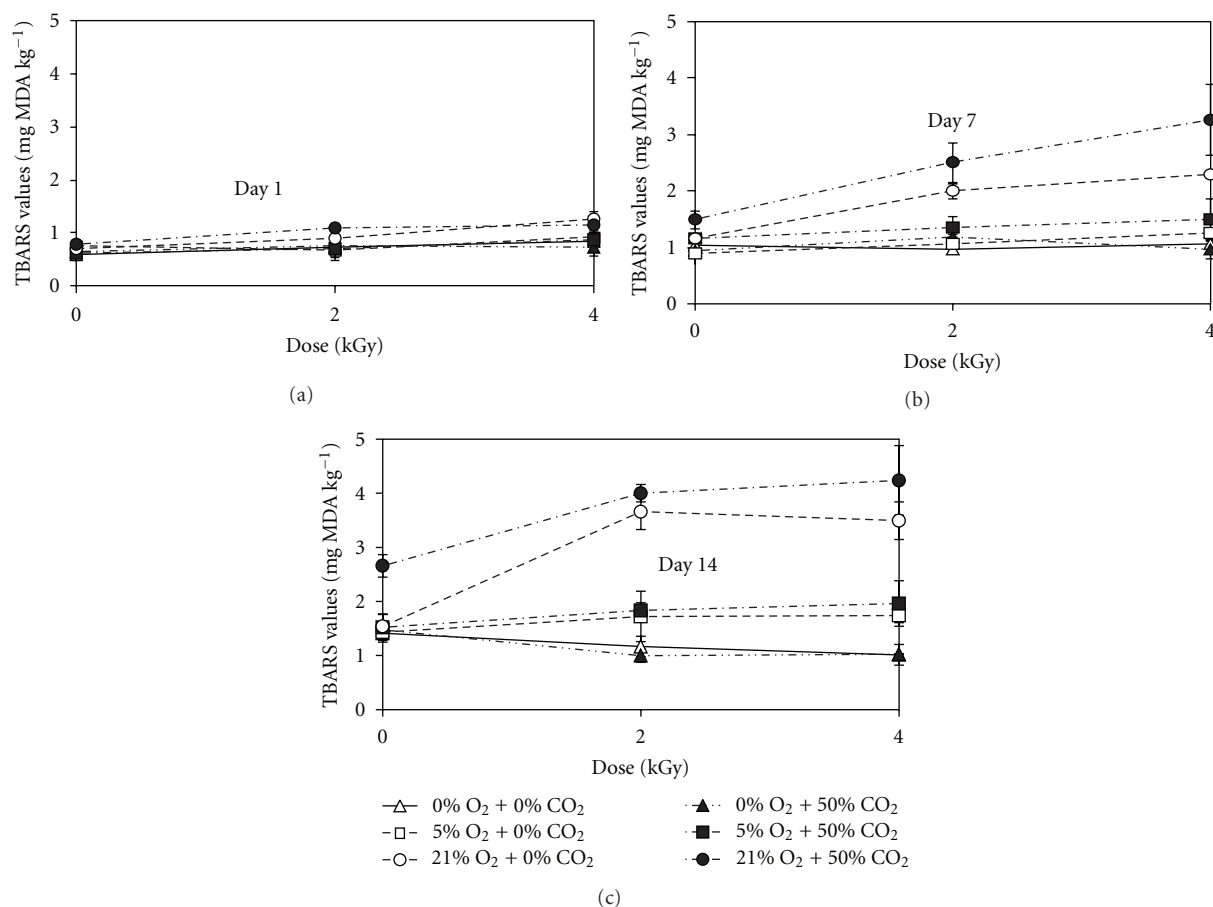 TBARS values (mg MDA kg⁻¹)
5
4
3
2
1
0
Day 1
0 2 4
Dose (kGy)
(a)
TBARS values (mg MDA kg⁻¹)
5
4
3
2
1
0
Day 7
0 2 4
Dose (kGy)
(b)
TBARS values (mg MDA kg⁻¹)
5
4
3
2
1
0
Day 14
0 2 4
Dose (kGy)
0% O₂ + 0% CO₂
5% O₂ + 0% CO₂
21% O₂ + 0% CO₂
0% O₂ + 50% CO₂
5% O₂ + 50% CO₂
21% O₂ + 50% CO₂
(c)